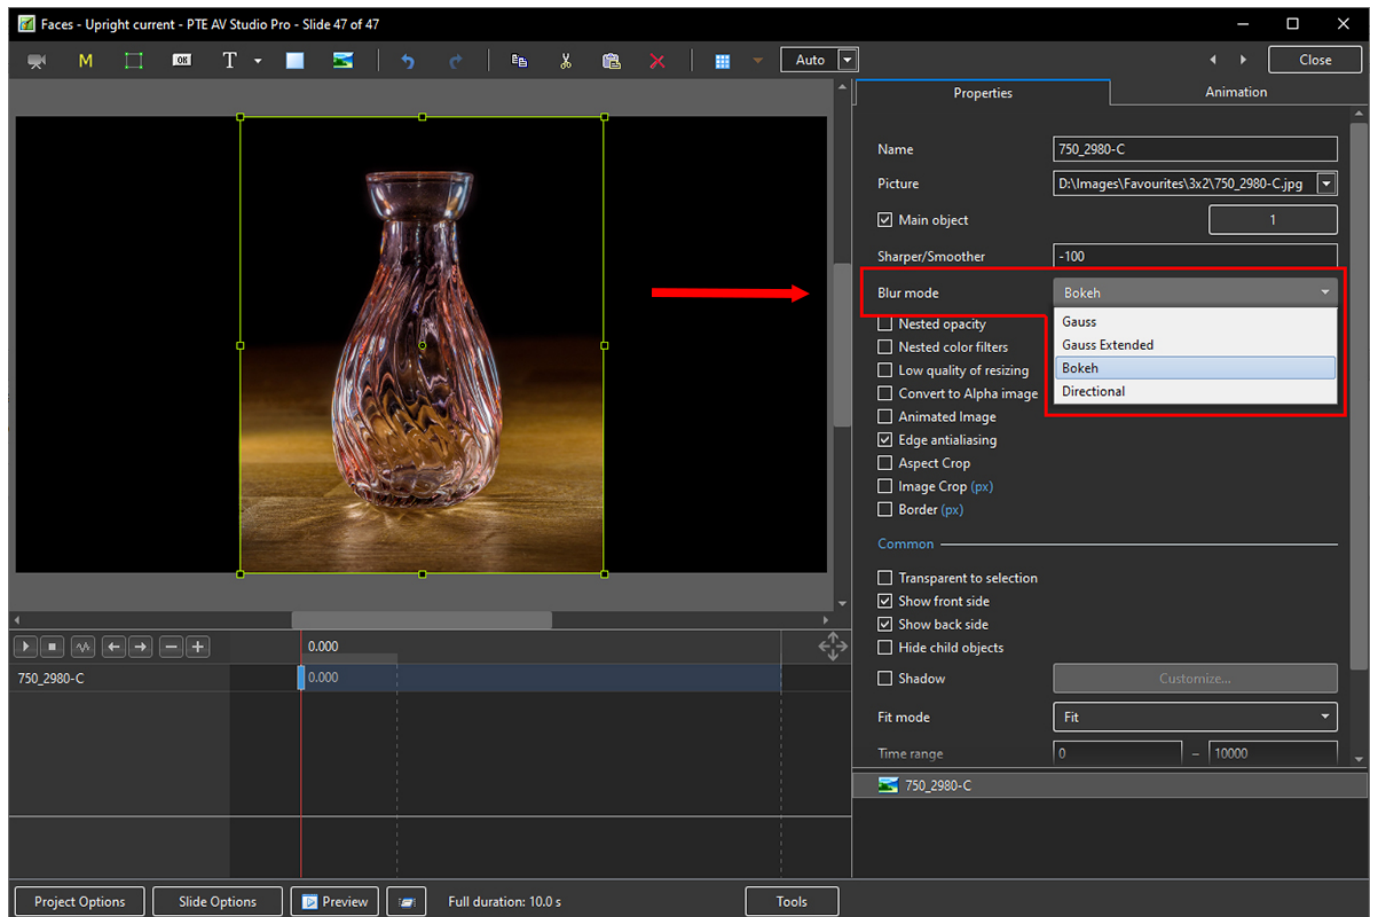 Faces - Upright current - PTE AV Studio Pro - Slide 47 of 47
M
OK
T
Auto
Close
Properties
Animation
Name
750_2980-C
Picture
D:\Images\Favourites\3x2\750_2980-C.jpg
Main object
1
Sharper/Smoother
-100
Blur mode
Bokeh
Gauss
Gauss Extended
Bokeh
Directional
Nested opacity
Nested color filters
Low quality of resizing
Convert to Alpha image
Animated Image
Edge antialiasing
Aspect Crop
Image Crop (px)
Border (px)
Common
Transparent to selection
Show front side
Show back side
Hide child objects
Shadow
Customize...
Fit mode
Fit
Time range
0
–
10000
750_2980-C
0.000
750_2980-C
0.000
Project Options
Slide Options
Preview
Full duration: 10.0 s
Tools